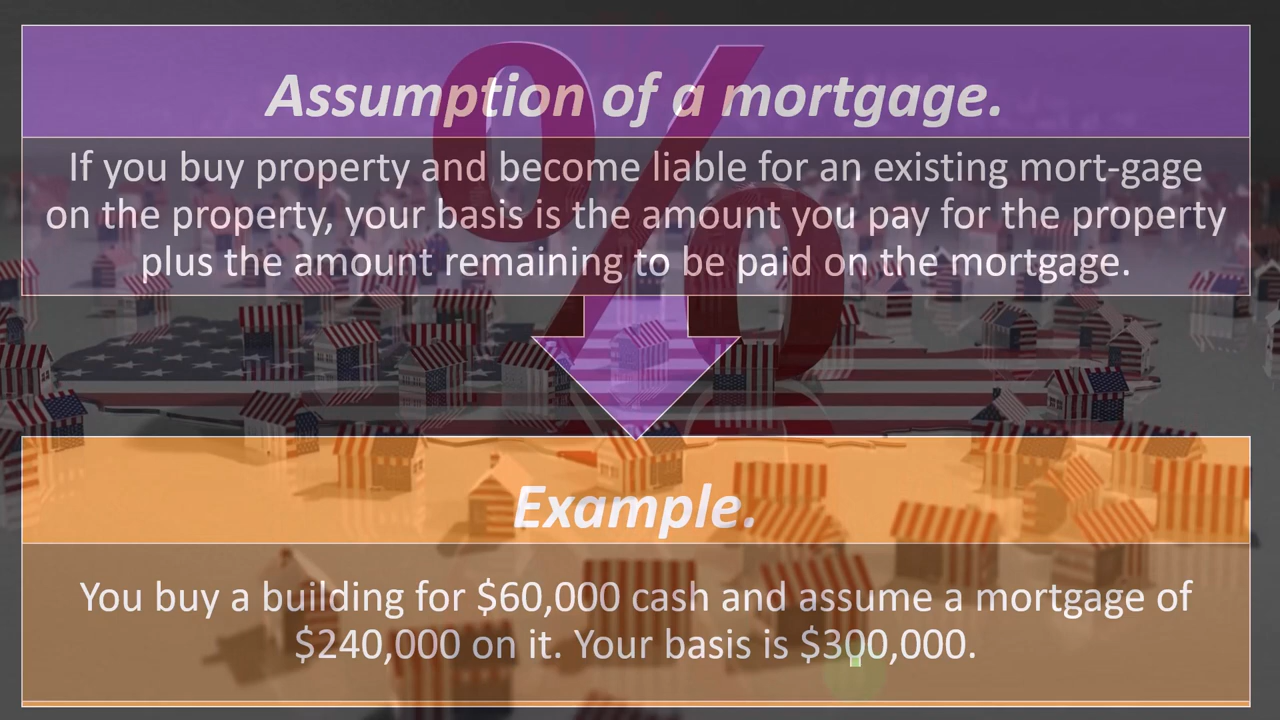 Assumption of a mortgage.
If you buy property and become liable for an existing mort-gage
on the property, your basis is the amount you pay for the property
plus the amount remaining to be paid on the mortgage.
Example.
You buy a building for $60,000 cash and assume a mortgage of
$240,000 on it. Your basis is $300,000.